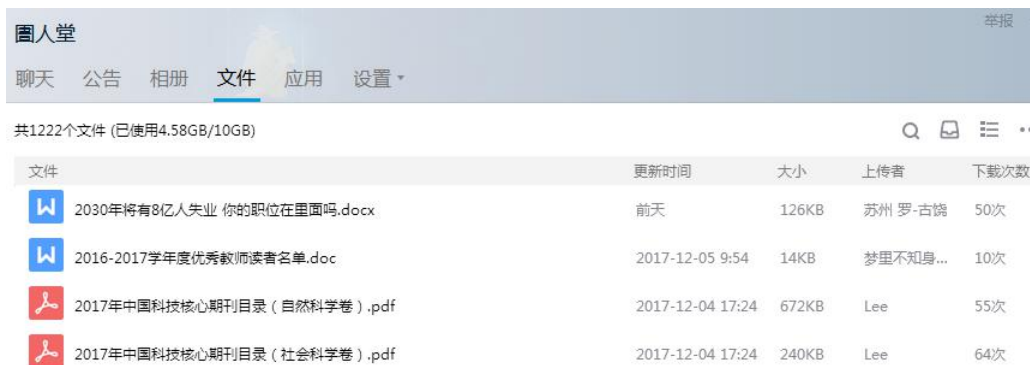 举报
圕人堂
聊天 公告 相册 文件 应用 设置
共1222个文件 (已使用4.58GB/10GB)
文件 更新时间 大小 上传者 下载次数
2030年将有8亿人失业 你的职位在里面吗.docx 前天 126KB 苏州 罗-古饶 50次
2016-2017学年度优秀教师读者名单.doc 2017-12-05 9:54 14KB 梦里不知身... 10次
2017年中国科技核心期刊目录（自然科学卷）.pdf 2017-12-04 17:24 672KB Lee 55次
2017年中国科技核心期刊目录（社会科学卷）.pdf 2017-12-04 17:24 240KB Lee 64次